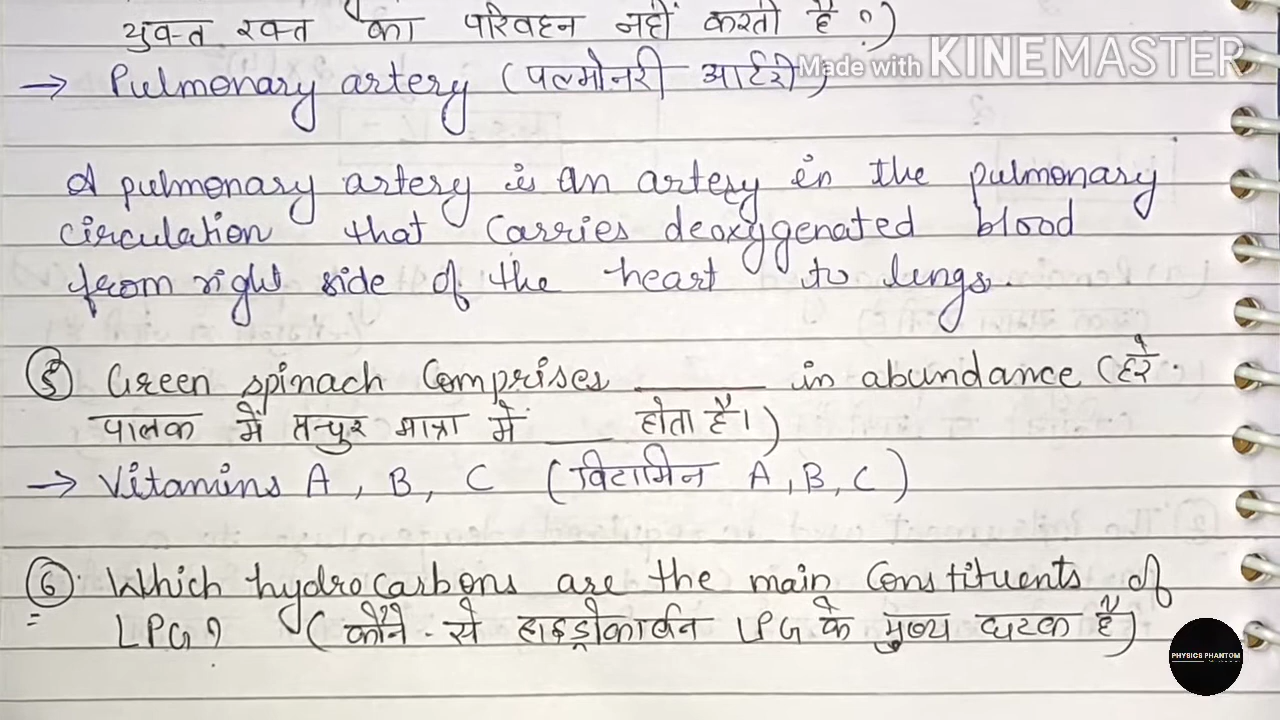 युक्त रक्त का परिवहन नहीं करती है ?)
Made with KINEMASTER
→ Pulmonary artery (पल्मोनरी आर्टरी)
A pulmonary artery is an artery in the pulmonary
circulation that carries deoxygenated blood
from right side of the heart to lungs.
⑤ Green spinach comprises ______ in abundance (हरे
पालक में प्रचुर मात्रा में ___ होता है।)
→ Vitamins A, B, C (विटामिन A, B, C)
⑥ Which hydrocarbons are the main constituents of
LPG? (कौन-से हाइड्रोकार्बन LPG के मुख्य घटक हैं)
PHYSICS PHANTOM